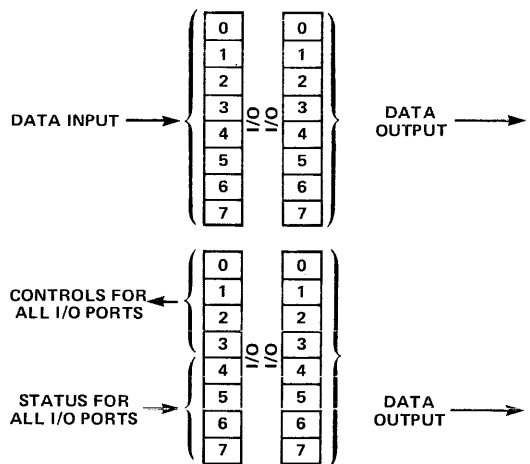 0 0
1 1
2 2
3 3
DATA INPUT I/O I/O DATA OUTPUT
4 4
5 5
6 6
7 7
0 0
1 1
CONTROLS FOR
ALL I/O PORTS
2 2
3 3
I/O I/O
4 4
5 5
STATUS FOR
ALL I/O PORTS
DATA
OUTPUT
6 6
7 7